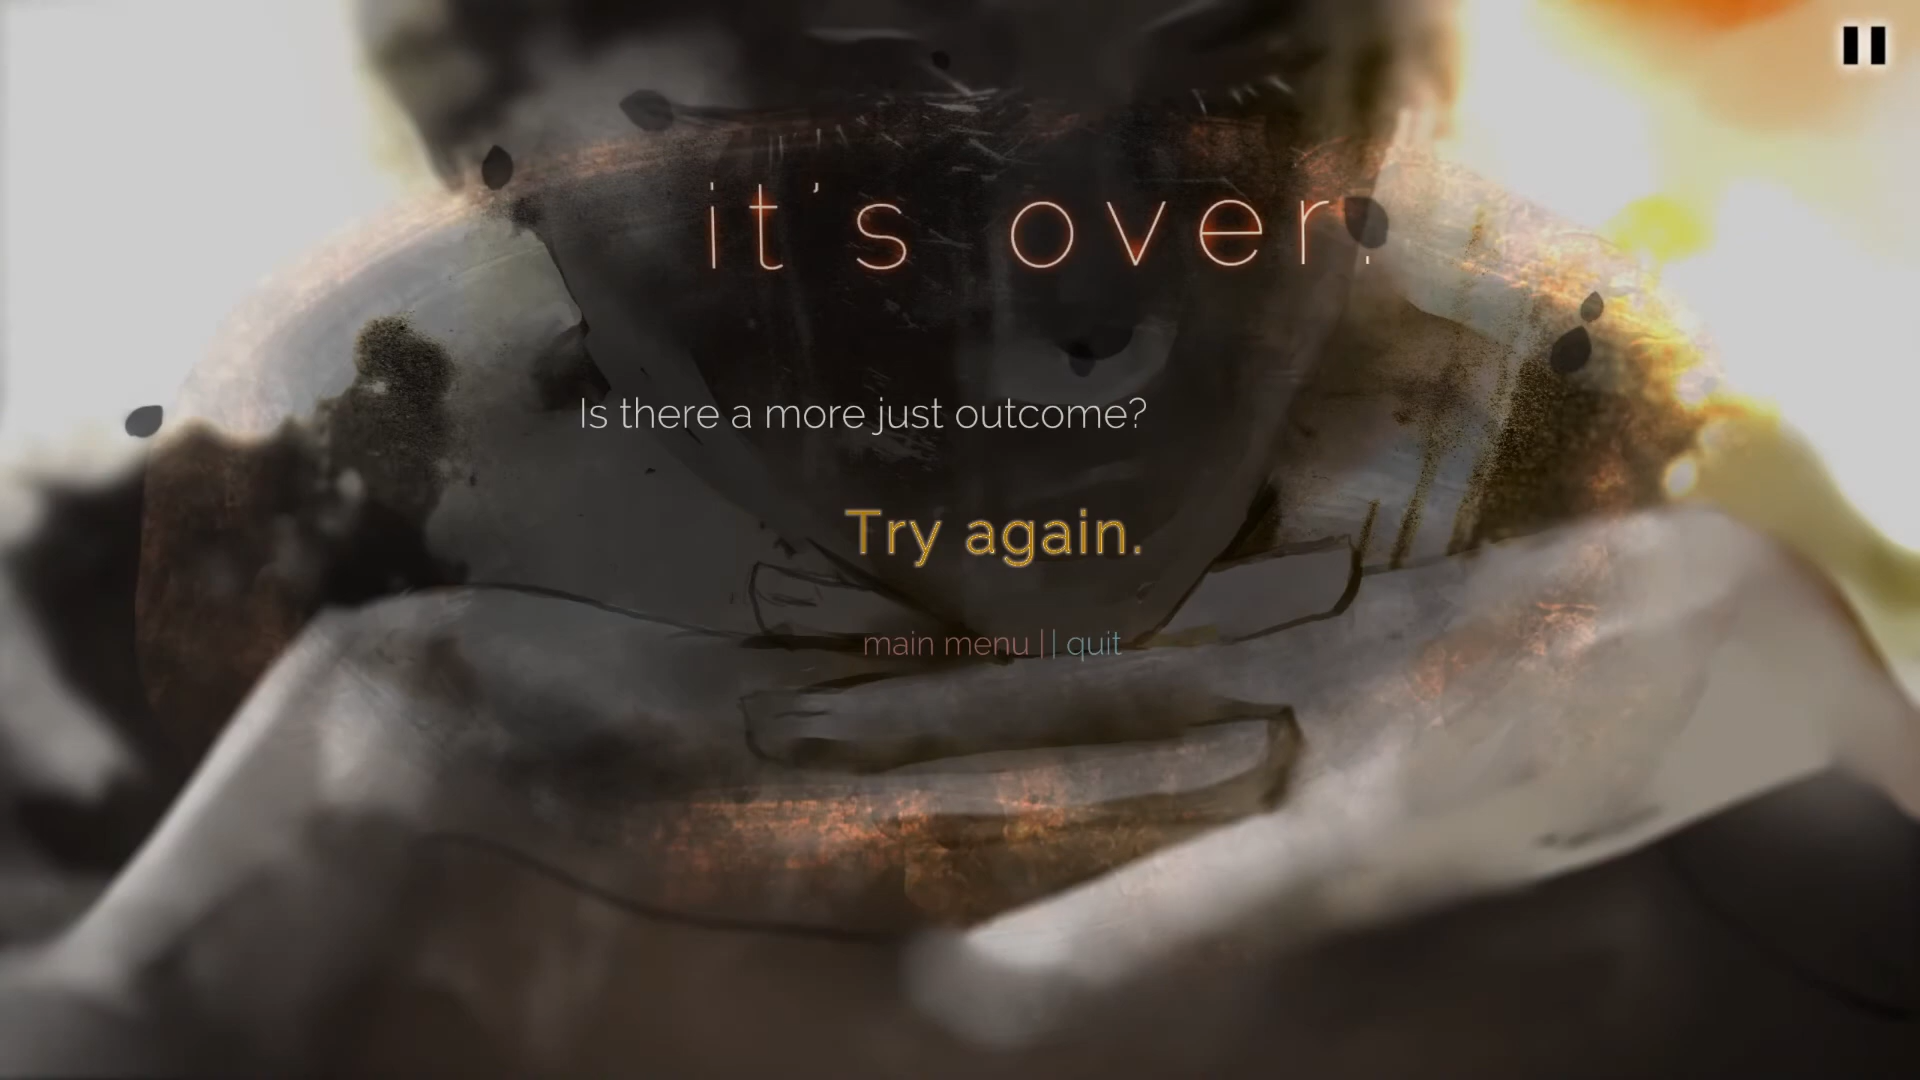 it's over.
Is there a more just outcome?
Try again.
main menu || quit